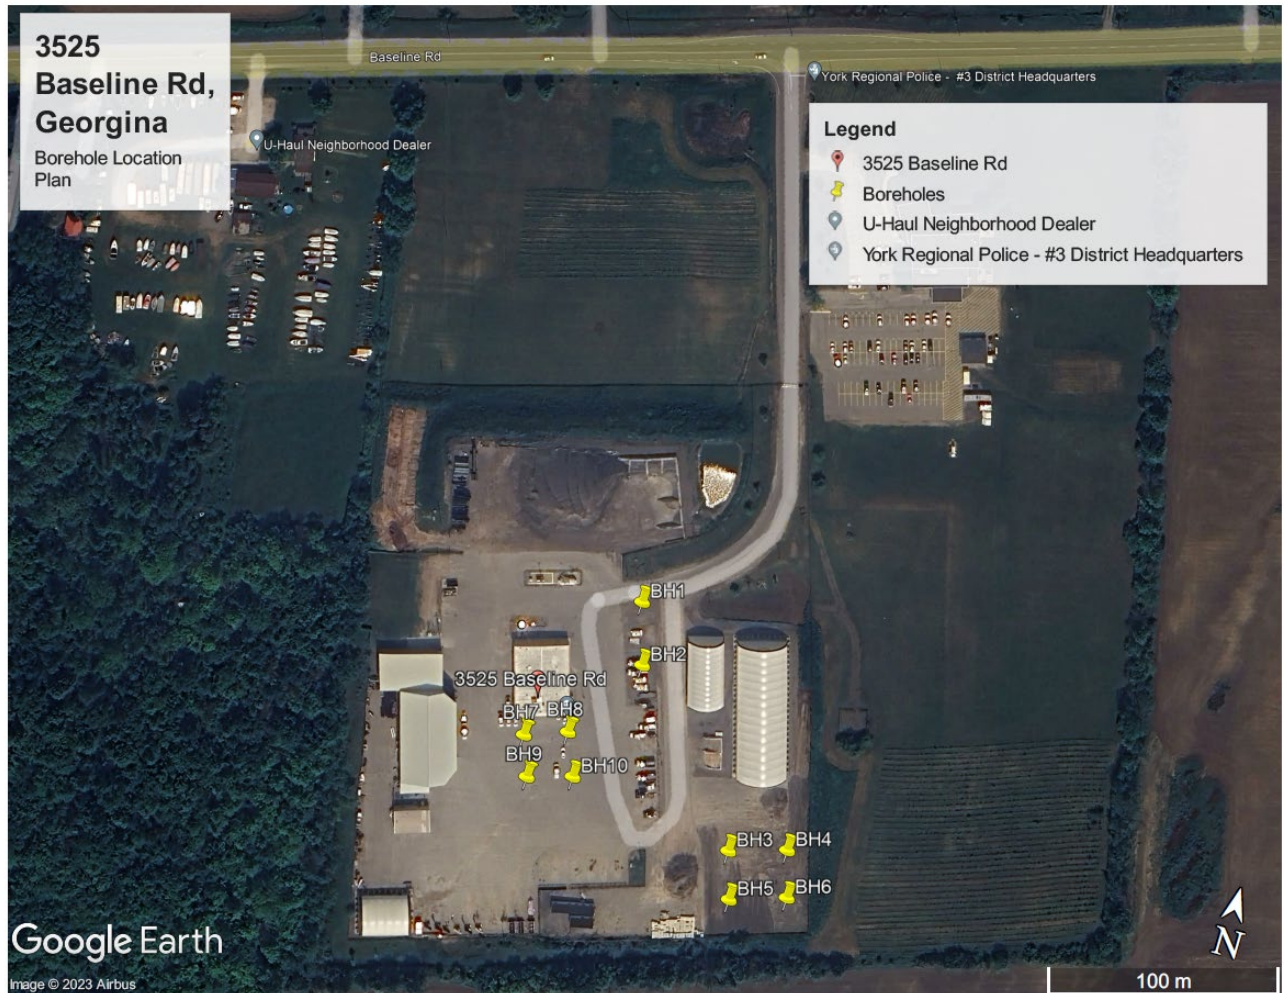 3525
Baseline Rd,
Georgina
Borehole Location
Plan
Baseline Rd
York Regional Police - #3 District Headquarters
U-Haul Neighborhood Dealer
Legend
3525 Baseline Rd
Boreholes
U-Haul Neighborhood Dealer
York Regional Police - #3 District Headquarters
BH1
BH2
3525 Baseline Rd
BH7
BH8
BH9
BH10
BH3
BH4
BH5
BH6
Google Earth
Image © 2023 Airbus
N
100 m